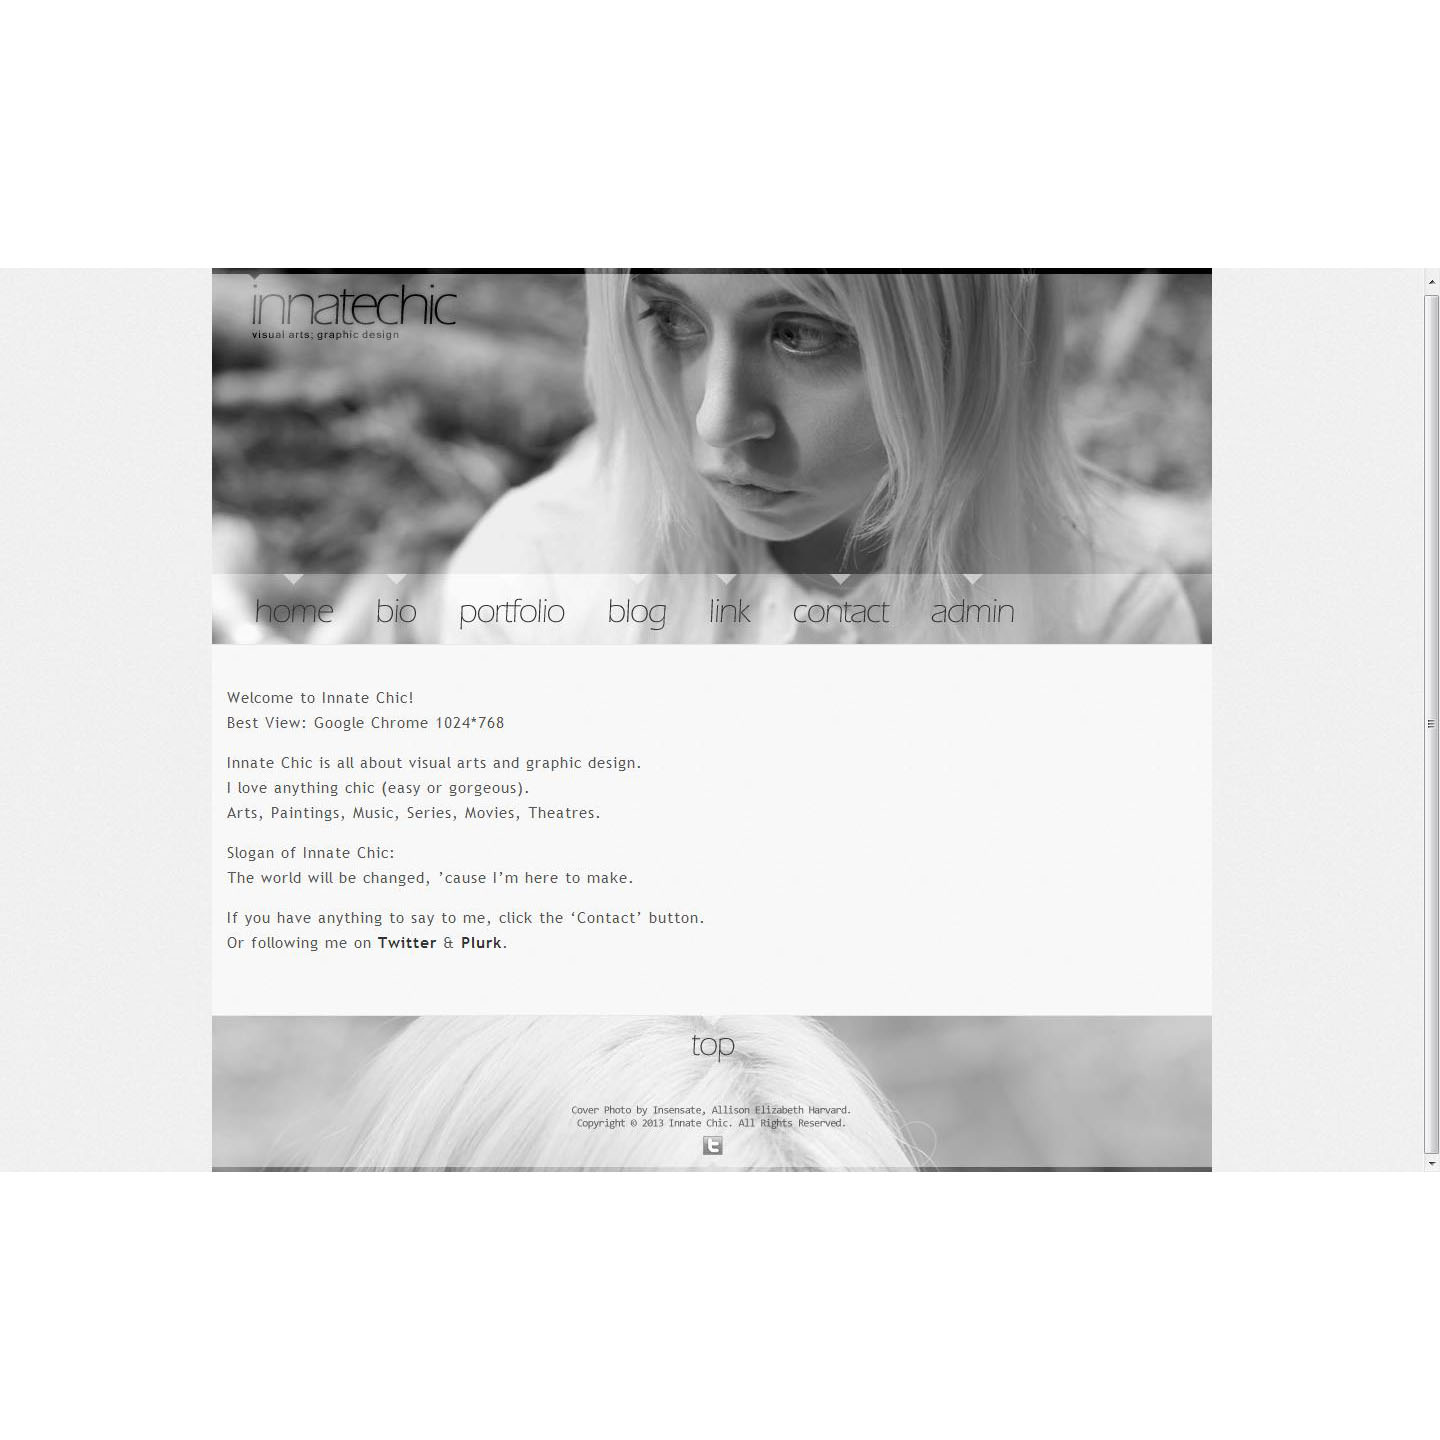 innatechic
visual arts; graphic design
home bio portfolio blog link contact admin
Welcome to Innate Chic!
Best View: Google Chrome 1024*768
Innate Chic is all about visual arts and graphic design.
I love anything chic (easy or gorgeous).
Arts, Paintings, Music, Series, Movies, Theatres.
Slogan of Innate Chic:
The world will be changed, ’cause I’m here to make.
If you have anything to say to me, click the ‘Contact’ button.
Or following me on Twitter & Plurk.
top
Cover Photo by Insensate, Allison Elizabeth Harvard.
Copyright © 2013 Innate Chic. All Rights Reserved.
t